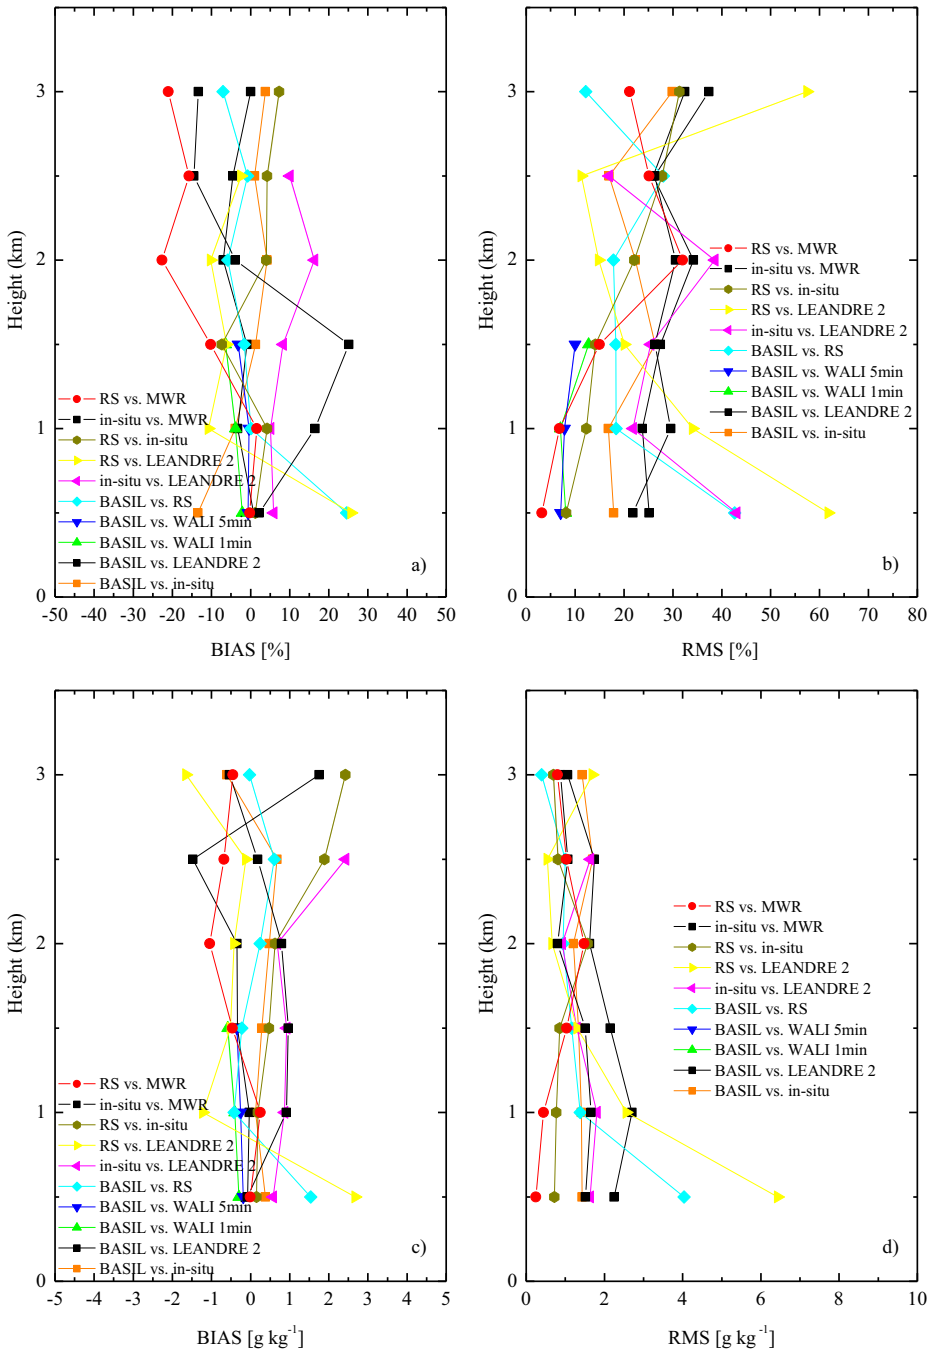 3
2
1
0
Height (km)
RS vs. MWR
in-situ vs. MWR
RS vs. in-situ
RS vs. LEANDRE 2
in-situ vs. LEANDRE 2
BASIL vs. RS
BASIL vs. WALI 5min
BASIL vs. WALI 1min
BASIL vs. LEANDRE 2
BASIL vs. in-situ
a)
-50 -40 -30 -20 -10 0 10 20 30 40 50
BIAS [%]
3
2
1
0
Height (km)
RS vs. MWR
in-situ vs. MWR
RS vs. in-situ
RS vs. LEANDRE 2
in-situ vs. LEANDRE 2
BASIL vs. RS
BASIL vs. WALI 5min
BASIL vs. WALI 1min
BASIL vs. LEANDRE 2
BASIL vs. in-situ
b)
0 10 20 30 40 50 60 70 80
RMS [%]
3
2
1
0
Height (km)
RS vs. MWR
in-situ vs. MWR
RS vs. in-situ
RS vs. LEANDRE 2
in-situ vs. LEANDRE 2
BASIL vs. RS
BASIL vs. WALI 5min
BASIL vs. WALI 1min
BASIL vs. LEANDRE 2
BASIL vs. in-situ
c)
-5 -4 -3 -2 -1 0 1 2 3 4 5
BIAS [g kg⁻¹]
3
2
1
0
Height (km)
RS vs. MWR
in-situ vs. MWR
RS vs. in-situ
RS vs. LEANDRE 2
in-situ vs. LEANDRE 2
BASIL vs. RS
BASIL vs. WALI 5min
BASIL vs. WALI 1min
BASIL vs. LEANDRE 2
BASIL vs. in-situ
d)
0 2 4 6 8 10
RMS [g kg⁻¹]